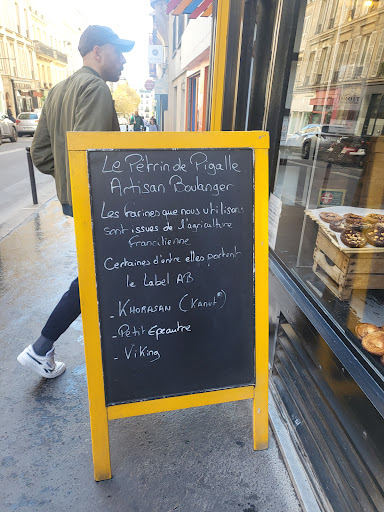 Le Pétrin de Pigalle
Artisan Boulanger
Les farines que nous utilisons
sont issues de l'agriculture
Francilienne
Certaines d'entre elles portent
le Label AB
- KHORASAN (Kamut®)
- Petit Epeautre
- Viking